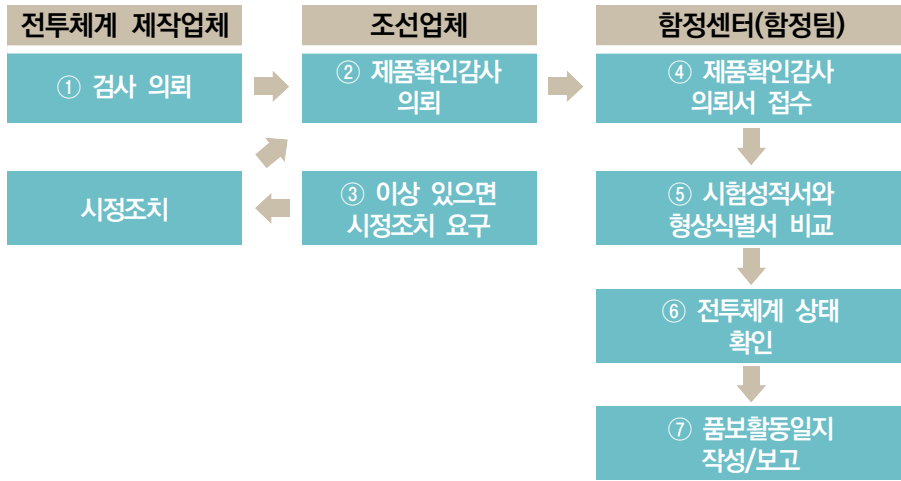 전투체계 제작업체
조선업체
함정센터(함정팀)
① 검사 의뢰
② 제품확인감사
의뢰
④ 제품확인감사
의뢰서 접수
시정조치
③ 이상 있으면
시정조치 요구
⑤ 시험성적서와
형상식별서 비교
⑥ 전투체계 상태
확인
⑦ 품보활동일지
작성/보고